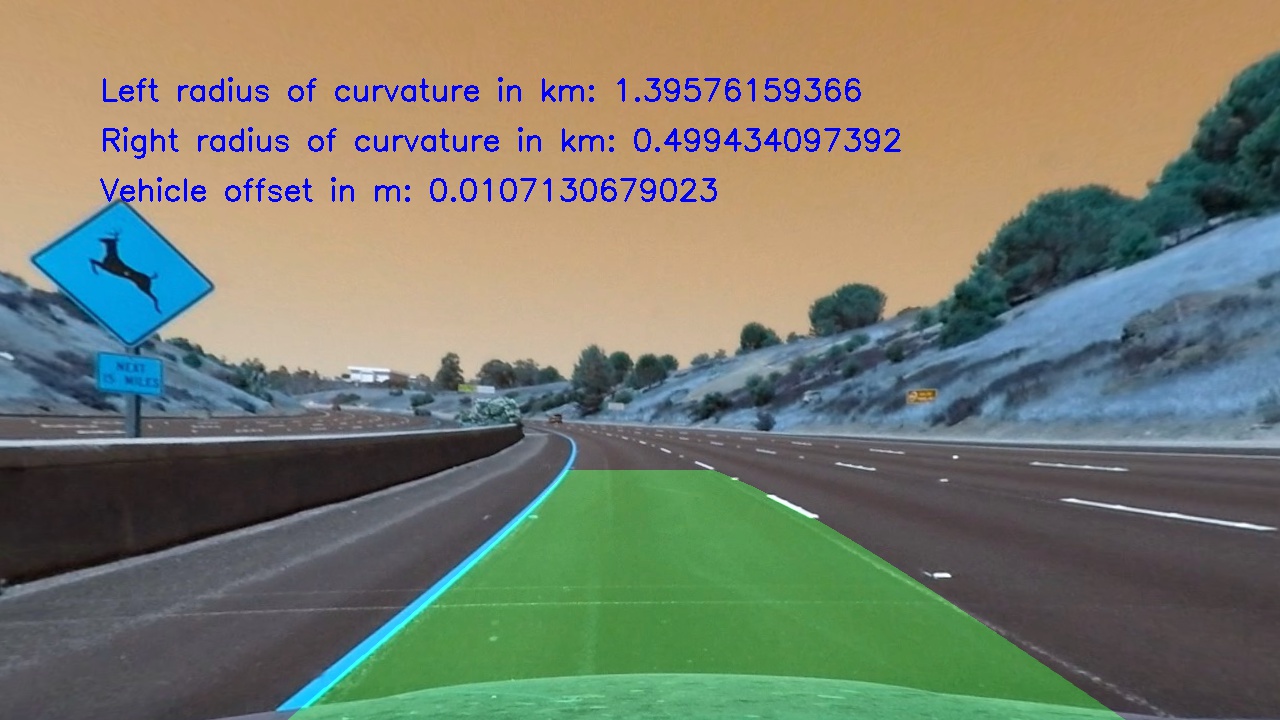 Left radius of curvature in km: 1.39576159366
Right radius of curvature in km: 0.499434097392
Vehicle offset in m: 0.0107130679023
NEXT
15 MILES